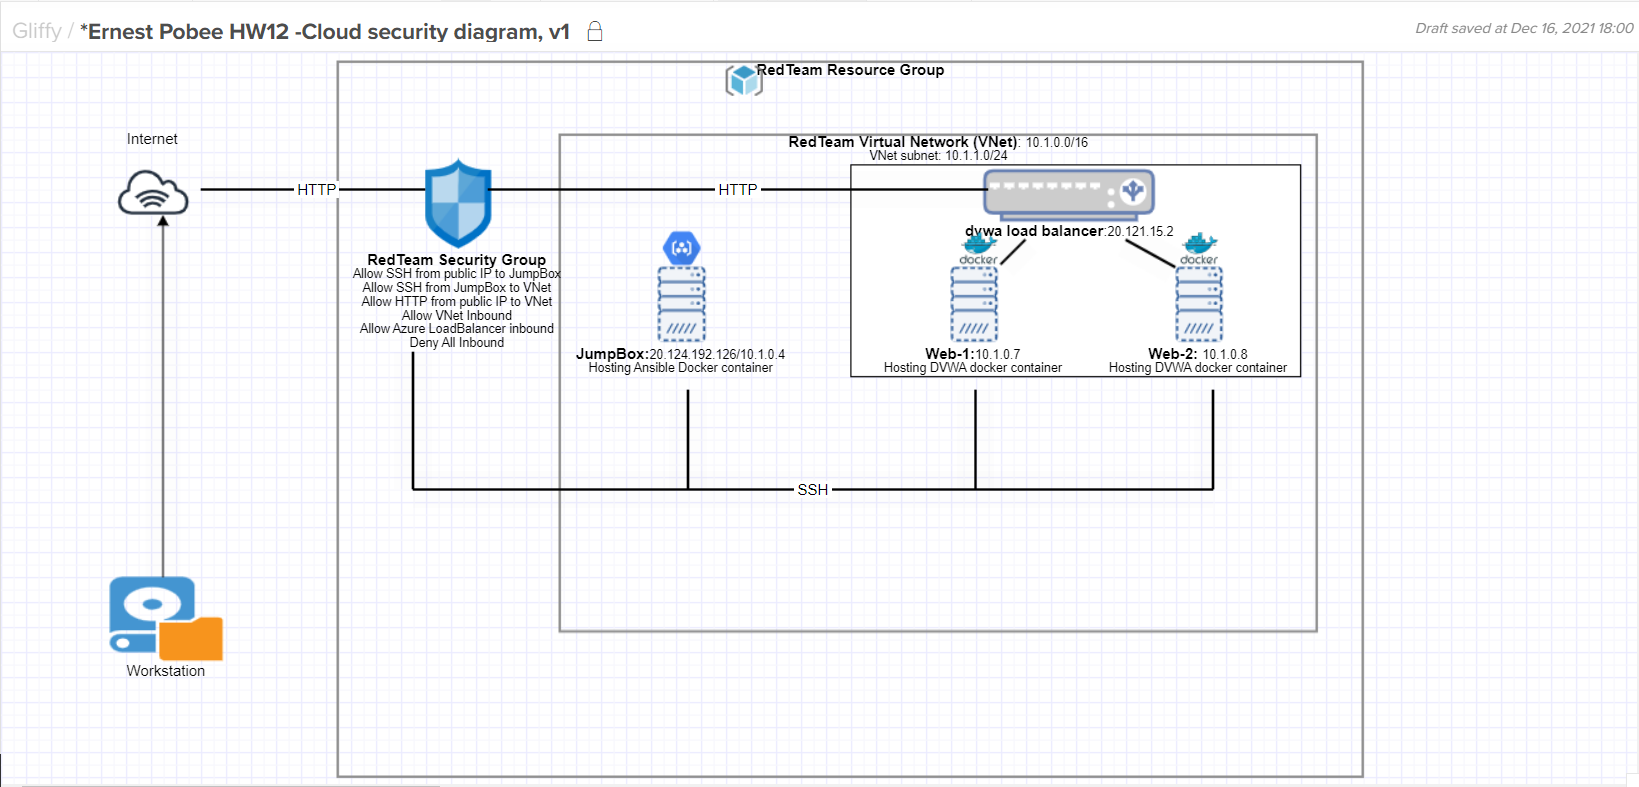 Gliffy / *Ernest Pobee HW12 -Cloud security diagram, v1
Draft saved at Dec 16, 2021 18:00
RedTeam Resource Group
Internet
RedTeam Virtual Network (VNet): 10.1.0.0/16
VNet subnet: 10.1.1.0/24
HTTP
HTTP
dvwa load balancer:20.121.15.2
docker
docker
RedTeam Security Group
Allow SSH from public IP to JumpBox
Allow SSH from JumpBox to VNet
Allow HTTP from public IP to VNet
Allow VNet Inbound
Allow Azure LoadBalancer inbound
Deny All Inbound
JumpBox:20.124.192.126/10.1.0.4
Hosting Ansible Docker container
Web-1:10.1.0.7
Hosting DVWA docker container
Web-2: 10.1.0.8
Hosting DVWA docker container
SSH
Workstation